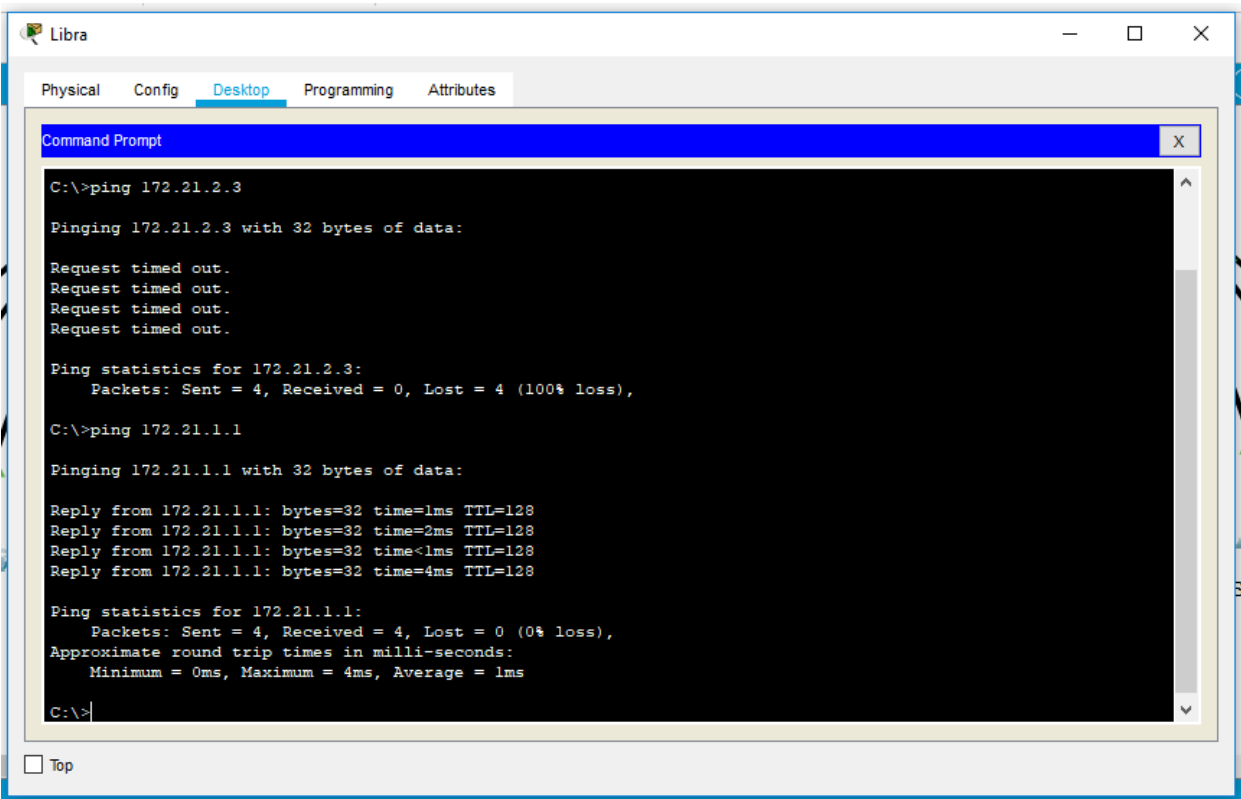 Libra
Physical Config Desktop Programming Attributes
Command Prompt
X
C:\>ping 172.21.2.3
Pinging 172.21.2.3 with 32 bytes of data:
Request timed out.
Request timed out.
Request timed out.
Request timed out.
Ping statistics for 172.21.2.3:
Packets: Sent = 4, Received = 0, Lost = 4 (100% loss),
C:\>ping 172.21.1.1
Pinging 172.21.1.1 with 32 bytes of data:
Reply from 172.21.1.1: bytes=32 time=1ms TTL=128
Reply from 172.21.1.1: bytes=32 time=2ms TTL=128
Reply from 172.21.1.1: bytes=32 time<1ms TTL=128
Reply from 172.21.1.1: bytes=32 time=4ms TTL=128
Ping statistics for 172.21.1.1:
Packets: Sent = 4, Received = 4, Lost = 0 (0% loss),
Approximate round trip times in milli-seconds:
Minimum = 0ms, Maximum = 4ms, Average = 1ms
C:\>
Top